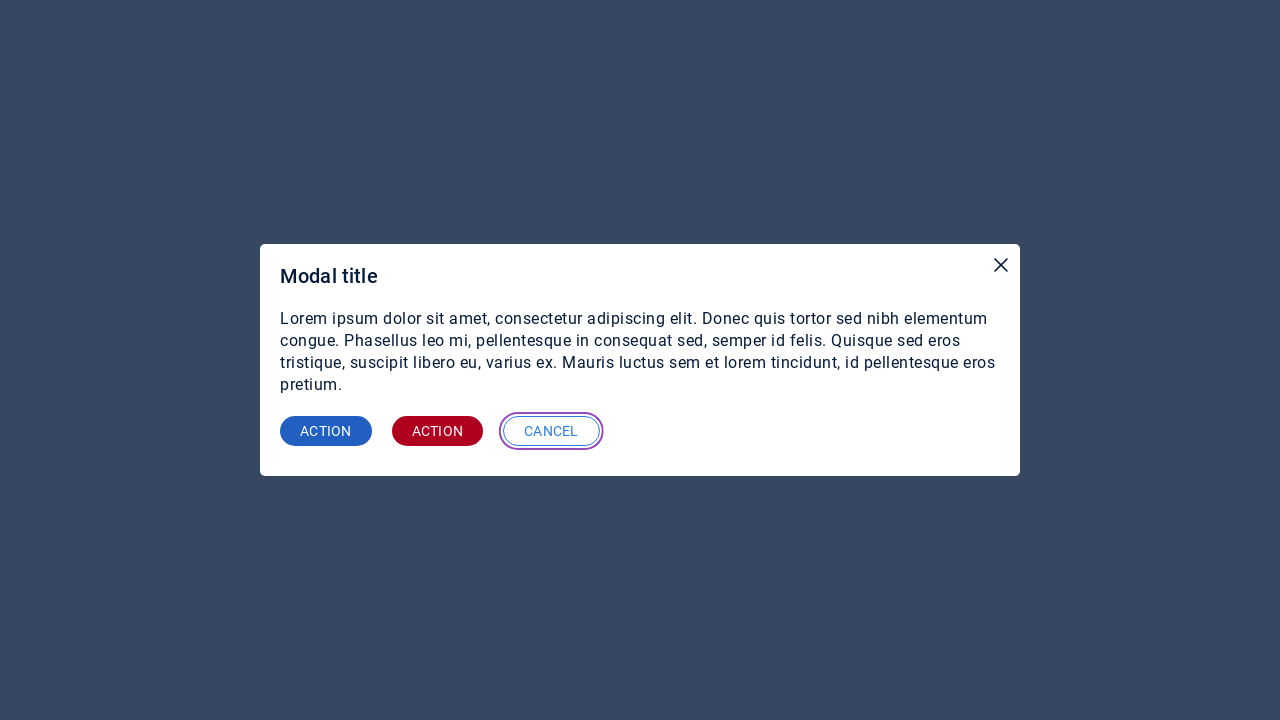 Modal title
Lorem ipsum dolor sit amet, consectetur adipiscing elit. Donec quis tortor sed nibh elementum
congue. Phasellus leo mi, pellentesque in consequat sed, semper id felis. Quisque sed eros
tristique, suscipit libero eu, varius ex. Mauris luctus sem et lorem tincidunt, id pellentesque eros
pretium.
ACTION ACTION CANCEL